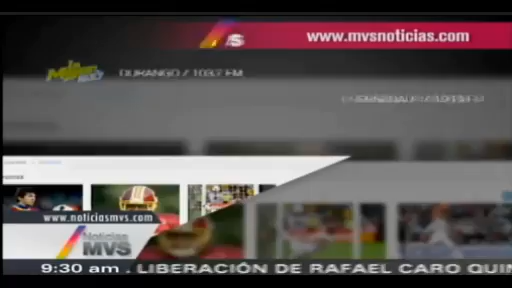 www.mvsnoticias.com
DURANGO / 103.7 FM
www.noticiasmvs.com
Noticias
MVS
9:30 am . LIBERACIÓN DE RAFAEL CARO QUIN